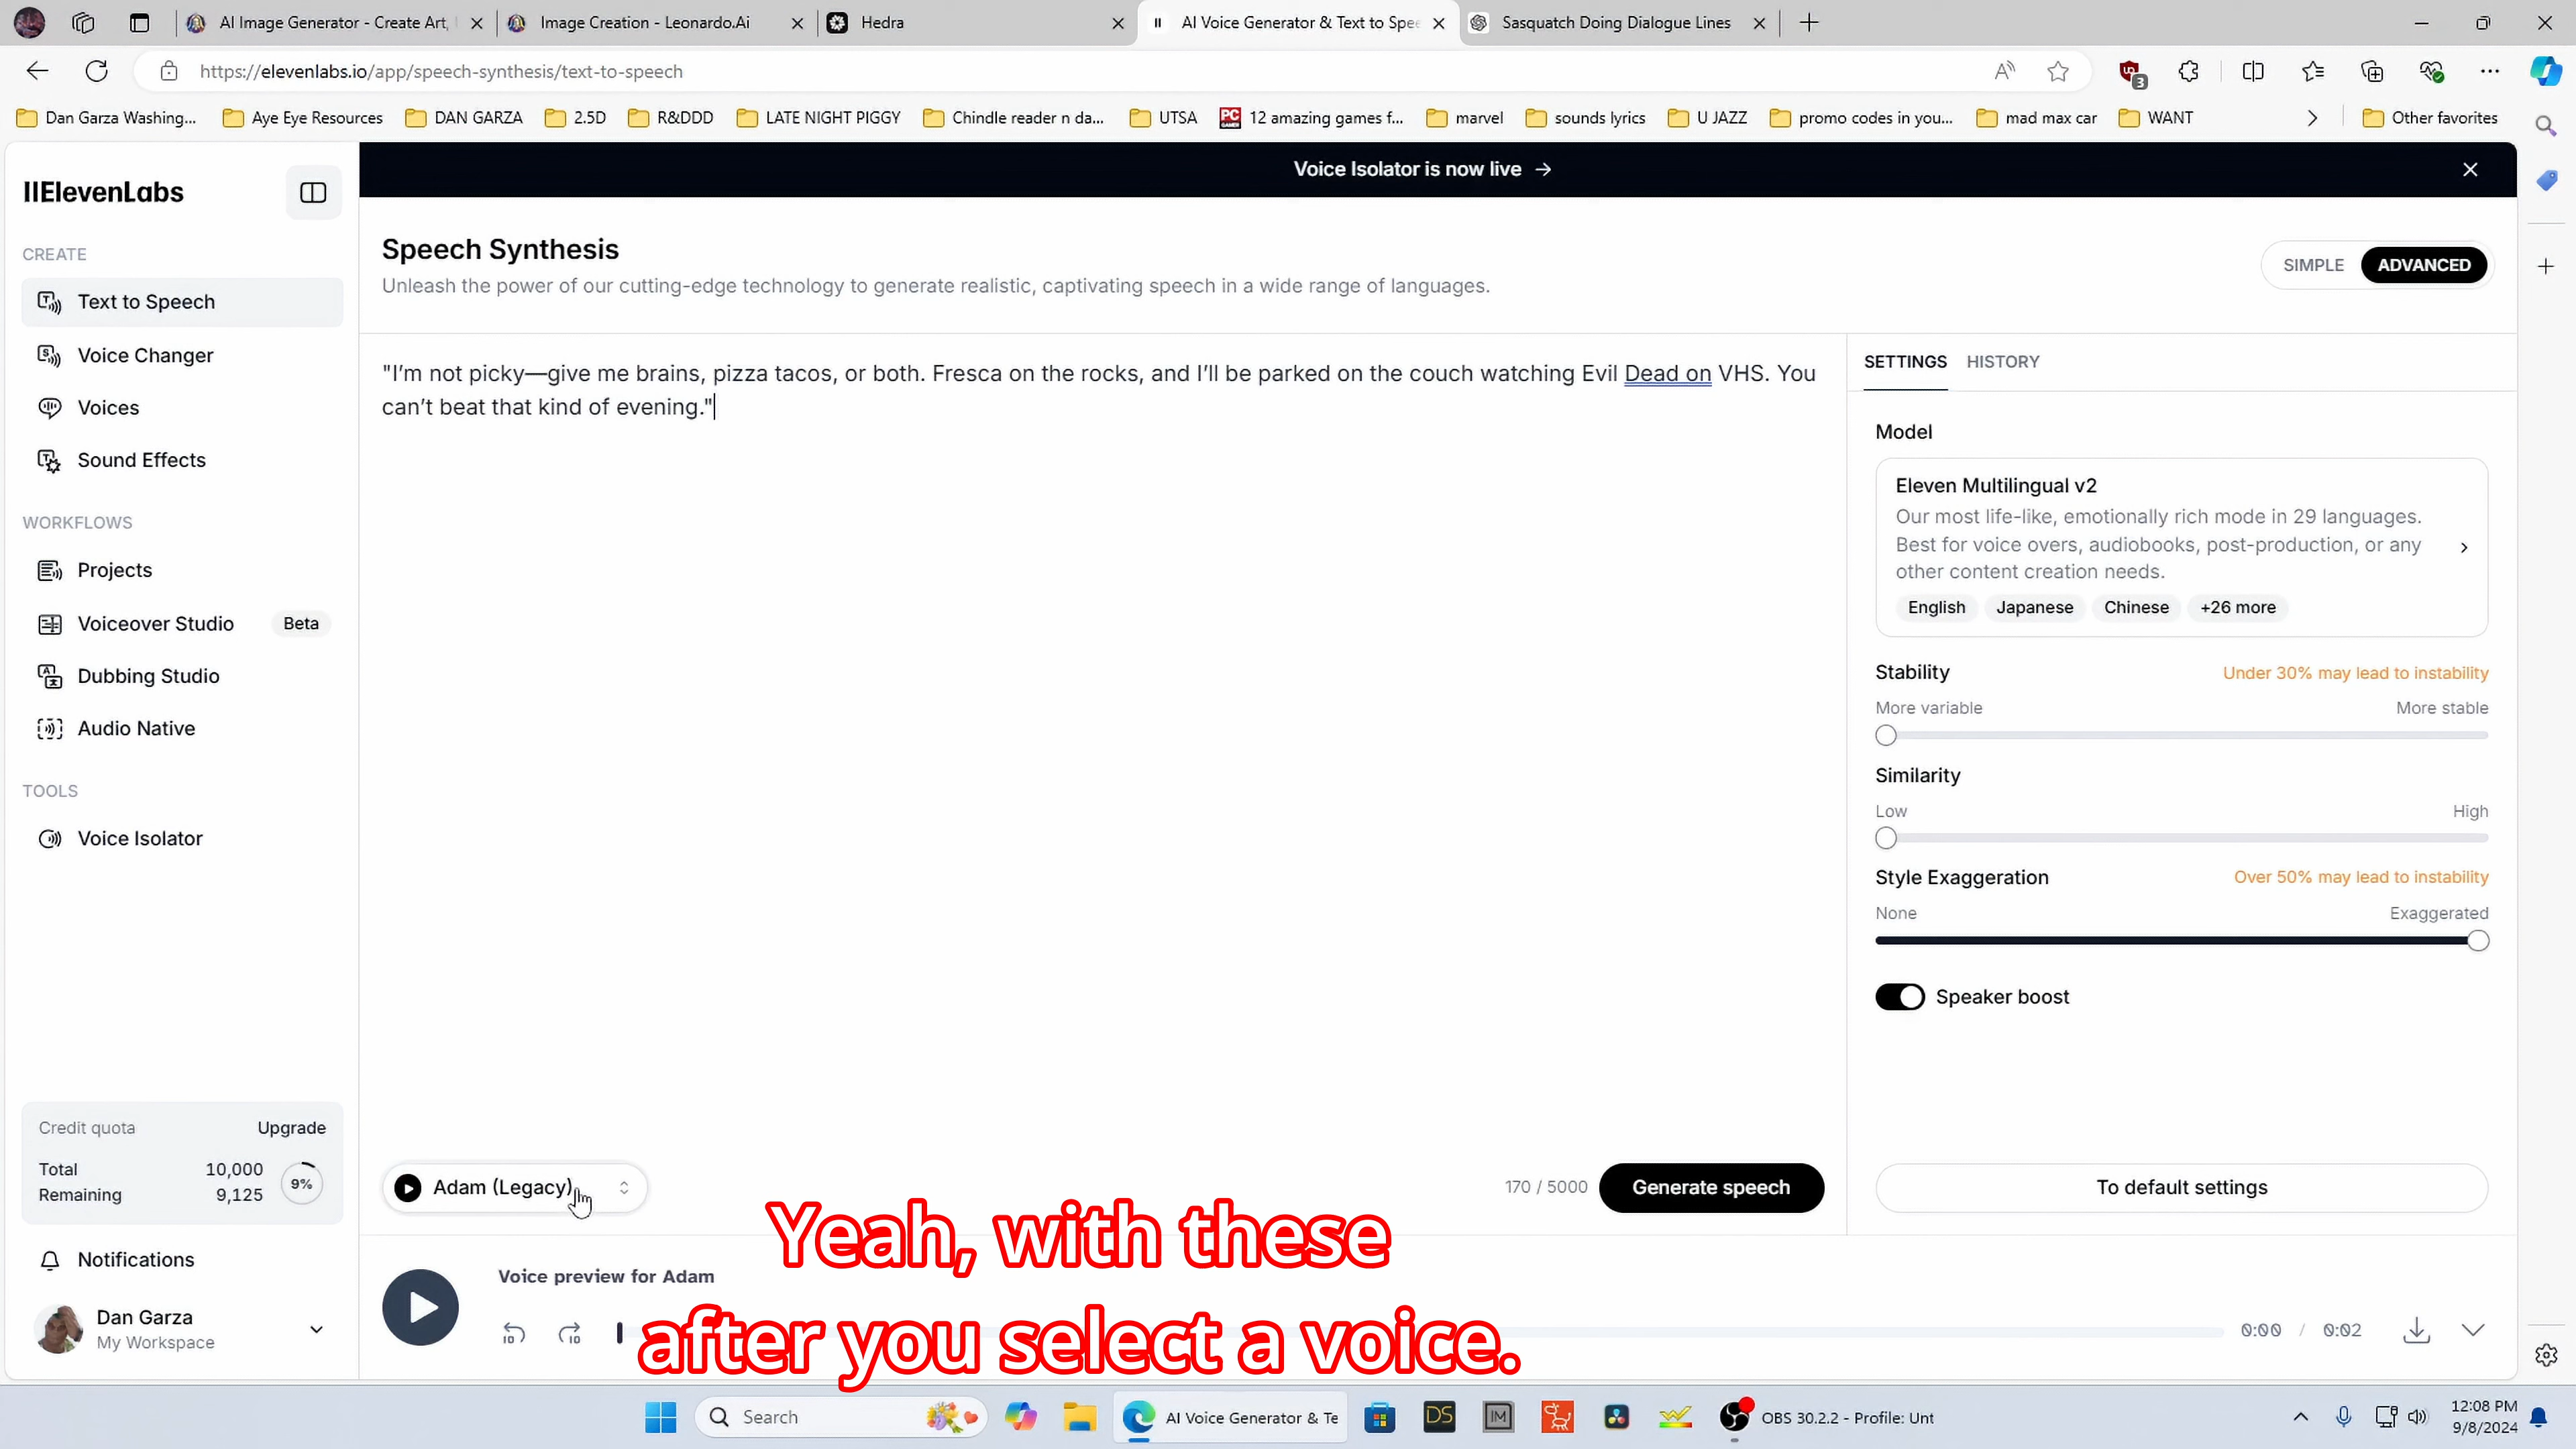 AI Image Generator - Create Art,
Image Creation - Leonardo.Ai
Hedra
AI Voice Generator & Text to Spee
Sasquatch Doing Dialogue Lines
https://elevenlabs.io/app/speech-synthesis/text-to-speech
3
Dan Garza Washing...
Aye Eye Resources
DAN GARZA
2.5D
R&DDD
LATE NIGHT PIGGY
Chindle reader n da...
UTSA
12 amazing games f...
marvel
sounds lyrics
U JAZZ
promo codes in you...
mad max car
WANT
Other favorites
Voice Isolator is now live →
IIElevenLabs
CREATE
Text to Speech
Voice Changer
Voices
Sound Effects
WORKFLOWS
Projects
Voiceover Studio Beta
Dubbing Studio
Audio Native
TOOLS
Voice Isolator
Credit quota Upgrade
Total 10,000
Remaining 9,125
9%
Notifications
Dan Garza
My Workspace
Speech Synthesis
Unleash the power of our cutting-edge technology to generate realistic, captivating speech in a wide range of languages.
SIMPLE ADVANCED
"I’m not picky—give me brains, pizza tacos, or both. Fresca on the rocks, and I’ll be parked on the couch watching Evil Dead on VHS. You
can’t beat that kind of evening."
SETTINGS HISTORY
Model
Eleven Multilingual v2
Our most life-like, emotionally rich mode in 29 languages.
Best for voice overs, audiobooks, post-production, or any
other content creation needs.
English Japanese Chinese +26 more
Stability Under 30% may lead to instability
More variable More stable
Similarity
Low High
Style Exaggeration Over 50% may lead to instability
None Exaggerated
Speaker boost
To default settings
Adam (Legacy)
170 / 5000
Generate speech
Voice preview for Adam
10 10
0:00 / 0:02
Yeah, with these
after you select a voice.
Search
AI Voice Generator & Te
DS
IM
OBS 30.2.2 - Profile: Unt
12:08 PM
9/8/2024